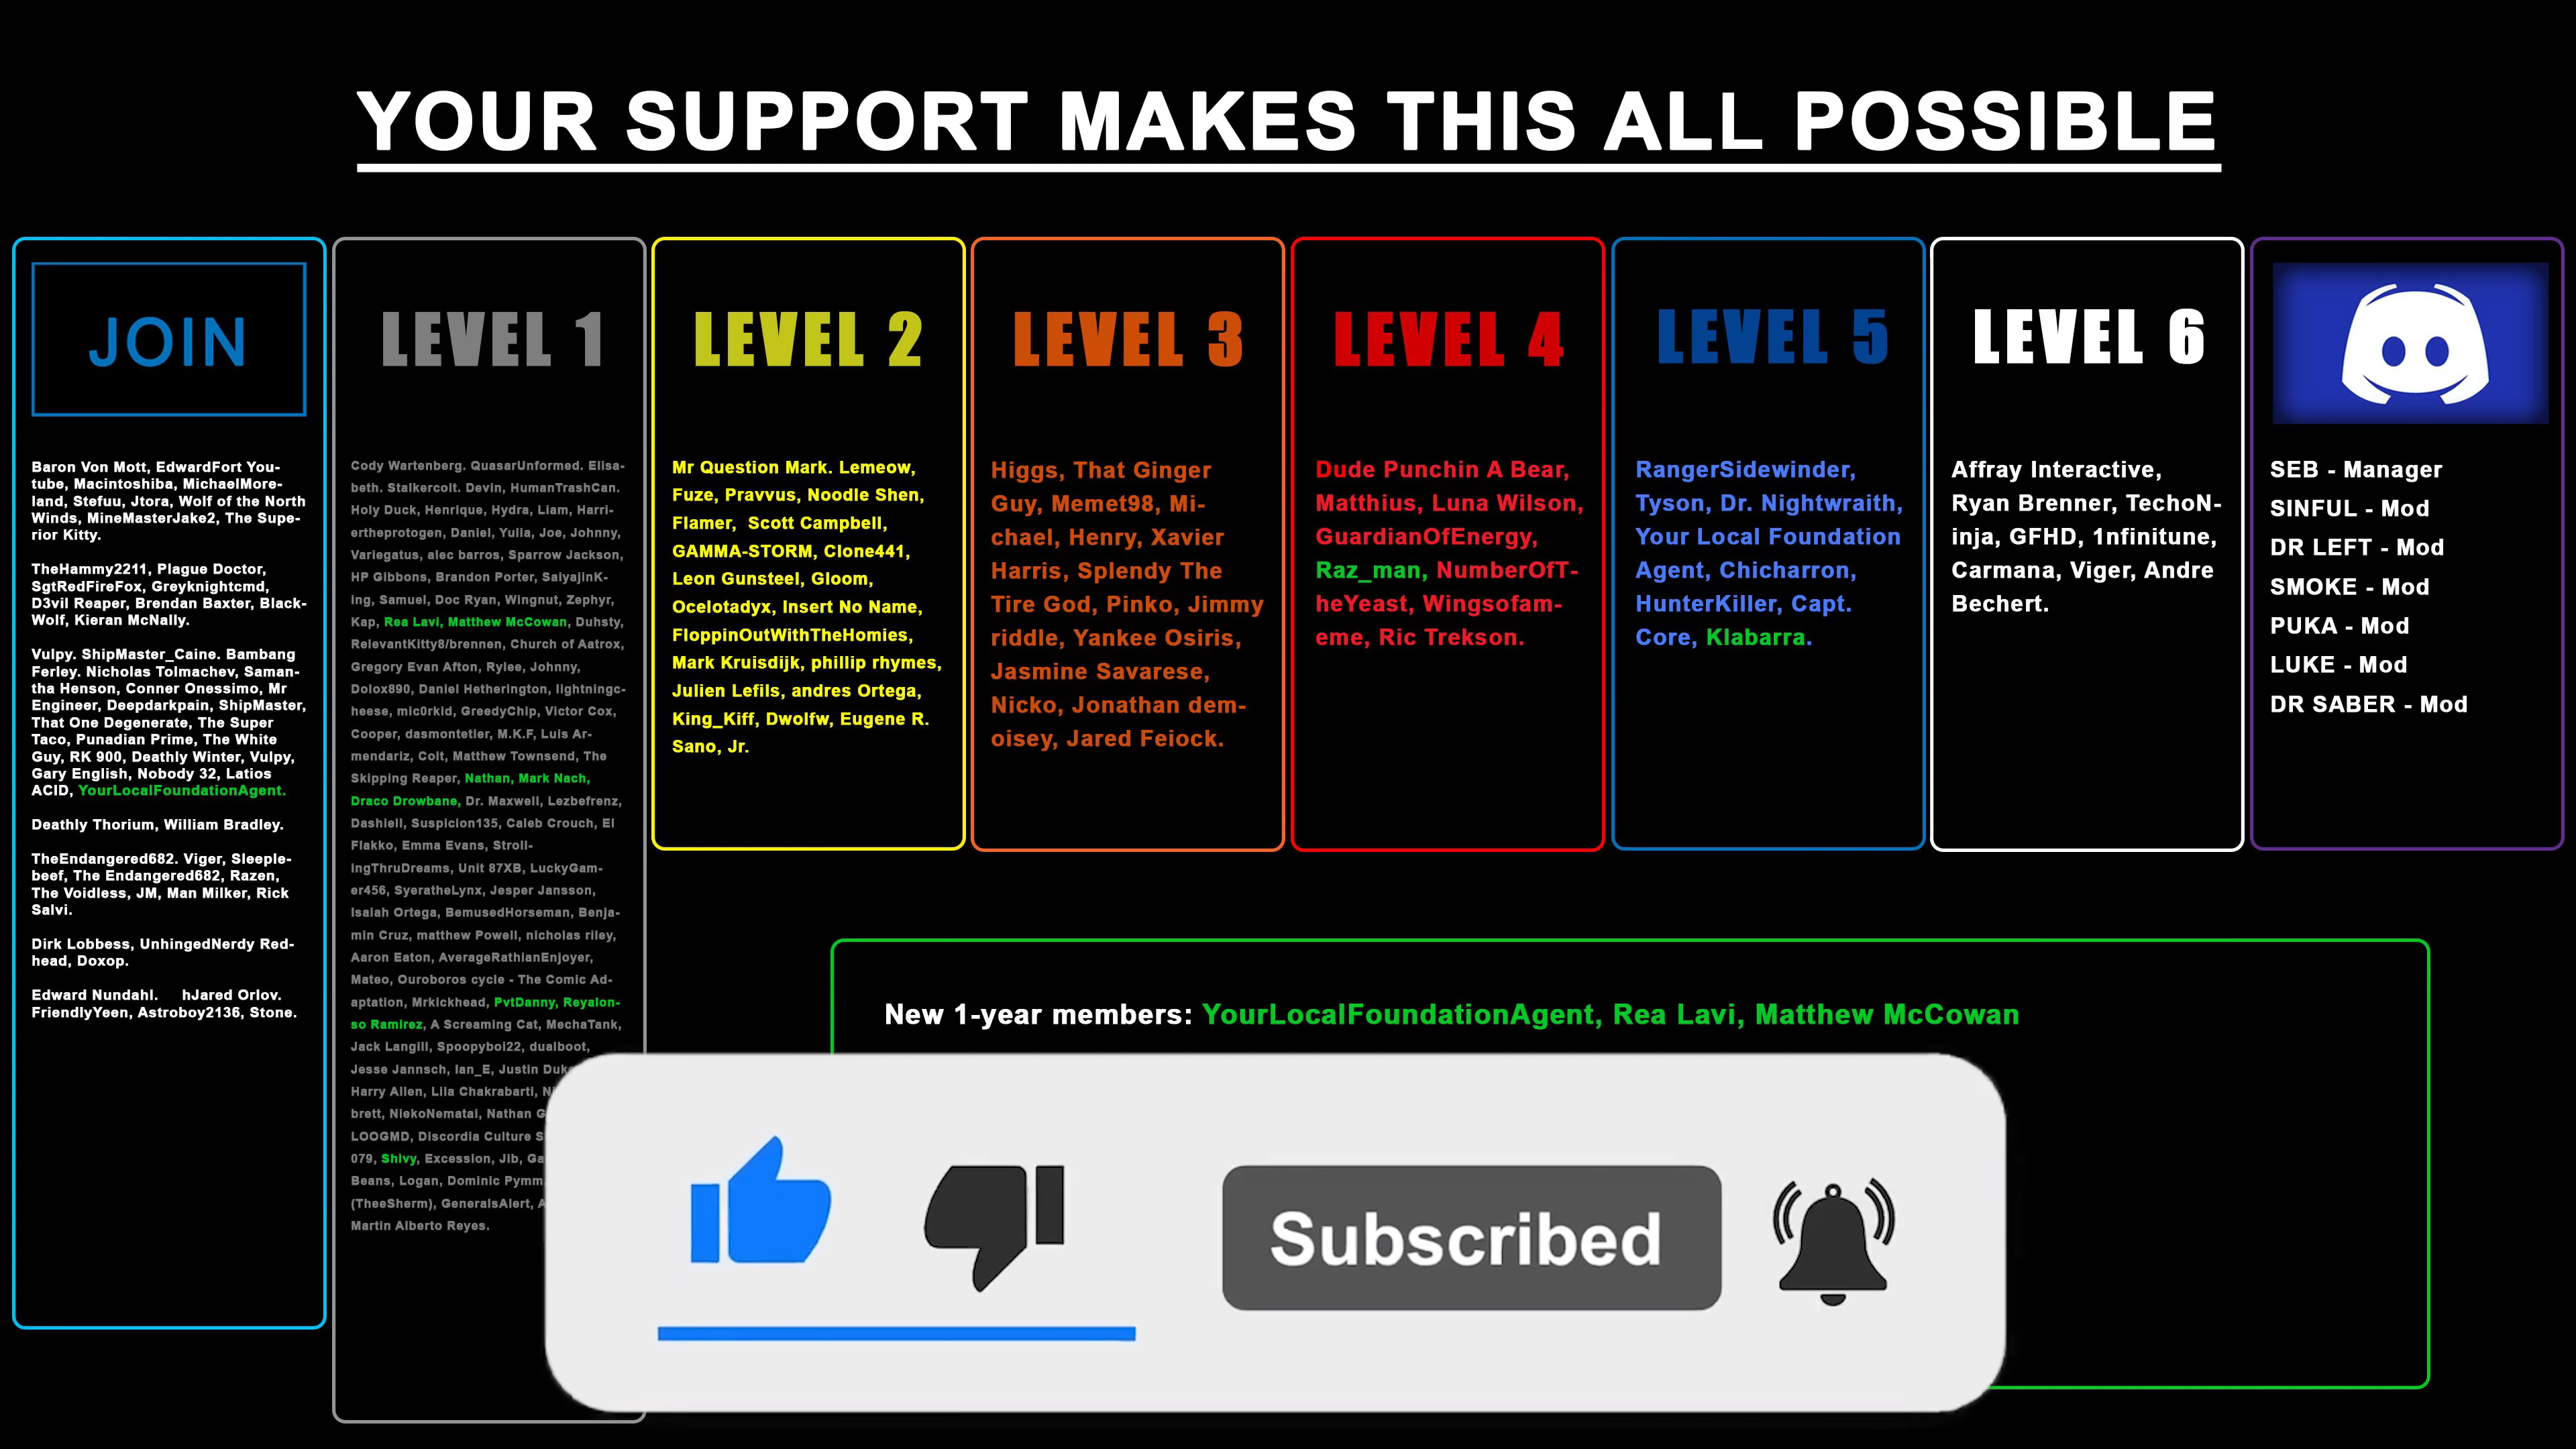 YOUR SUPPORT MAKES THIS ALL POSSIBLE
JOIN
Baron Von Mott, EdwardFort You-
tube, Macintoshiba, MichaelMore-
land, Stefuu, Jtora, Wolf of the North
Winds, MineMasterJake2, The Supe-
rior Kitty.
TheHammy2211, Plague Doctor,
SgtRedFireFox, Greyknightcmd,
D3vil Reaper, Brendan Baxter, Black-
Wolf, Kieran McNally.
Vulpy. ShipMaster_Caine. Bambang
Ferley. Nicholas Tolmachev, Saman-
tha Henson, Conner Onessimo, Mr
Engineer, Deepdarkpain, ShipMaster,
That One Degenerate, The Super
Taco, Punadian Prime, The White
Guy, RK 900, Deathly Winter, Vulpy,
Gary English, Nobody 32, Latios
ACID, YourLocalFoundationAgent.
Deathly Thorium, William Bradley.
TheEndangered682. Viger, Sleeple-
beef, The Endangered682, Razen,
The Voidless, JM, Man Milker, Rick
Salvi.
Dirk Lobbess, UnhingedNerdy Red-
head, Doxop.
Edward Nundahl. hJared Orlov.
FriendlyYeen, Astroboy2136, Stone.
LEVEL 1
Cody Wartenberg. QuasarUnformed. Elisa-
beth. Stalkercolt. Devin, HumanTrashCan.
Holy Duck, Henrique, Hydra, Liam, Harri-
ertheprotogen, Daniel, Yulia, Joe, Johnny,
Variegatus, alec barros, Sparrow Jackson,
HP Gibbons, Brandon Porter, SaiyajinK-
ing, Samuel, Doc Ryan, Wingnut, Zephyr,
Kap, Rea Lavi, Matthew McCowan, Duhsty,
RelevantKitty8/brennen, Church of Aatrox,
Gregory Evan Afton, Rylee, Johnny,
Dolox890, Daniel Hetherington, lightningc-
heese, mic0rkid, GreedyChip, Victor Cox,
Cooper, dasmontetler, M.K.F, Luis Ar-
mendariz, Colt, Matthew Townsend, The
Skipping Reaper, Nathan, Mark Nach,
Draco Drowbane, Dr. Maxwell, Lezbefrenz,
Dashiell, Suspicion135, Caleb Crouch, El
Flakko, Emma Evans, Stroll-
ingThruDreams, Unit 87XB, LuckyGam-
er456, SyeratheLynx, Jesper Jansson,
Isaiah Ortega, BemusedHorseman, Benja-
min Cruz, matthew Powell, nicholas riley,
Aaron Eaton, AverageRathianEnjoyer,
Mateo, Ouroboros cycle - The Comic Ad-
aptation, Mrkickhead, PvtDanny, Reyalon-
so Ramirez, A Screaming Cat, MechaTank,
Jack Langill, Spoopyboi22, dualboot,
Jesse Jannsch, Ian_E, Justin
Harry Allen, Lila Chakrabarti,
brett, NiekoNematai, Nathan
LOOGMD, Discordia Culture
079, Shivy, Excession, Jib,
Beans, Logan, Dominic Pymm
(TheeSherm), GeneralsAlert,
Martin Alberto Reyes.
LEVEL 2
Mr Question Mark. Lemeow,
Fuze, Pravvus, Noodle Shen,
Flamer, Scott Campbell,
GAMMA-STORM, Clone441,
Leon Gunsteel, Gloom,
Ocelotadyx, Insert No Name,
FloppinOutWithTheHomies,
Mark Kruisdijk, phillip rhymes,
Julien Lefils, andres Ortega,
King_Kiff, Dwolfw, Eugene R.
Sano, Jr.
LEVEL 3
Higgs, That Ginger
Guy, Memet98, Mi-
chael, Henry, Xavier
Harris, Splendy The
Tire God, Pinko, Jimmy
riddle, Yankee Osiris,
Jasmine Savarese,
Nicko, Jonathan dem-
oisey, Jared Feiock.
LEVEL 4
Dude Punchin A Bear,
Matthius, Luna Wilson,
GuardianOfEnergy,
Raz_man, NumberOfT-
heYeast, Wingsofam-
eme, Ric Trekson.
LEVEL 5
RangerSidewinder,
Tyson, Dr. Nightwraith,
Your Local Foundation
Agent, Chicharron,
HunterKiller, Capt.
Core, Klabarra.
LEVEL 6
Affray Interactive,
Ryan Brenner, TechoN-
inja, GFHD, 1nfinitune,
Carmana, Viger, Andre
Bechert.
SEB - Manager
SINFUL - Mod
DR LEFT - Mod
SMOKE - Mod
PUKA - Mod
LUKE - Mod
DR SABER - Mod
New 1-year members: YourLocalFoundationAgent, Rea Lavi, Matthew McCowan
Subscribed